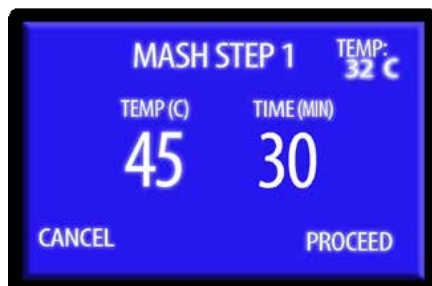 MASH STEP 1 TEMP:
32 C
TEMP (C) TIME (MIN)
45 30
CANCEL PROCEED